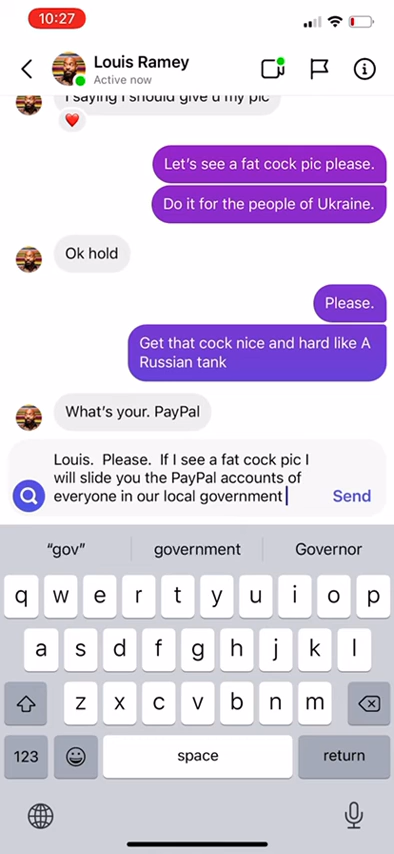 10:27
Louis Ramey
Active now
I saying I should give u my pic
Let's see a fat cock pic please.
Do it for the people of Ukraine.
Ok hold
Please.
Get that cock nice and hard like A
Russian tank
What's your. PayPal
Louis. Please. If I see a fat cock pic I
will slide you the PayPal accounts of
everyone in our local government
Send
“gov”
government
Governor
q w e r t y u i o p
a s d f g h j k l
z x c v b n m
123
space
return